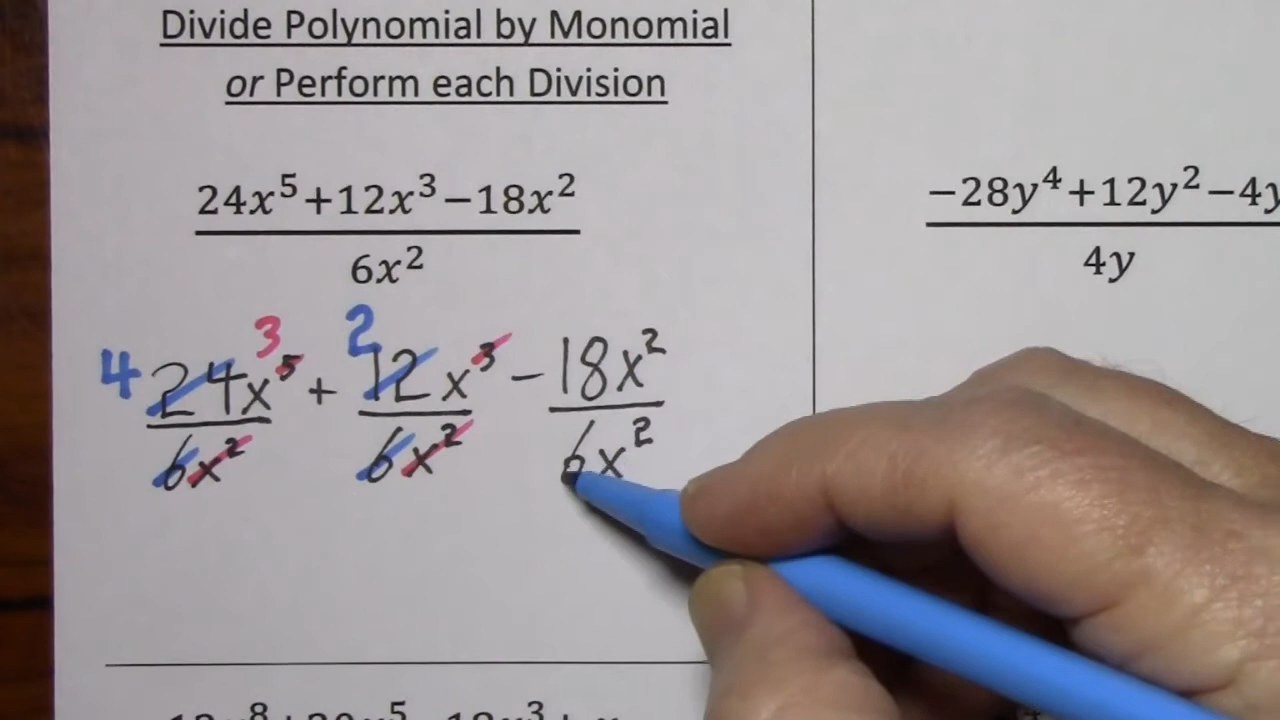 Divide Polynomial by Monomial
or Perform each Division
24x⁵+12x³−18x²
6x²
−28y⁴+12y²−4y
4y
3 2
4 24x⁵ + 12x³ − 18x²
6x² 6x² 6x²